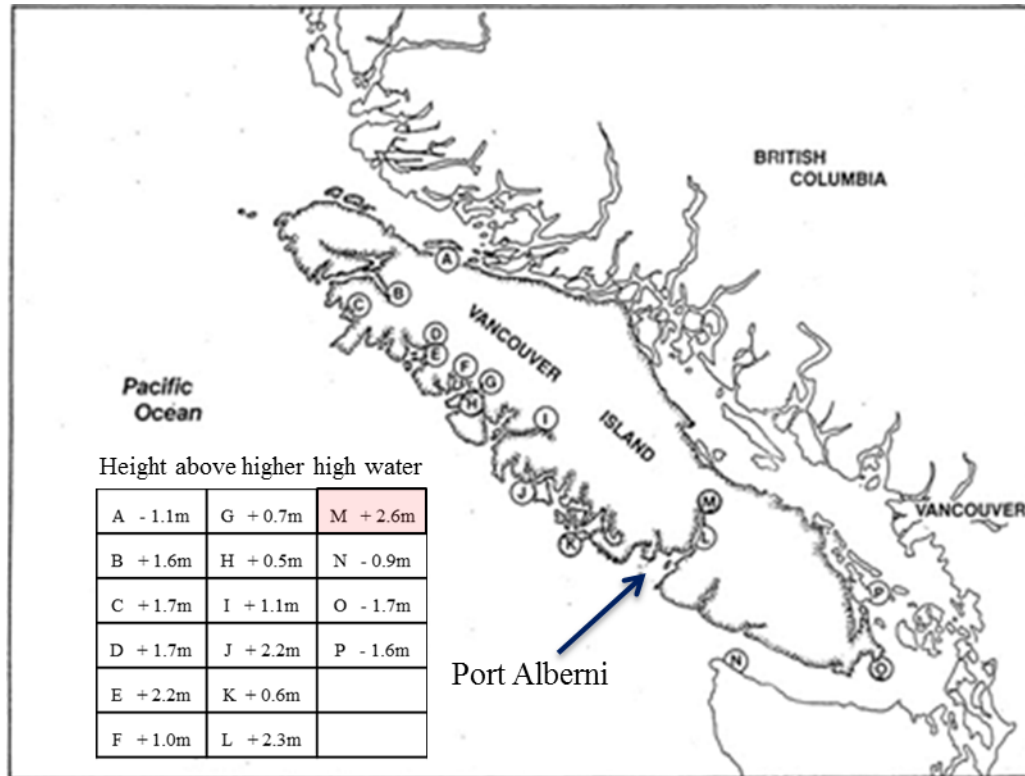 BRITISH
COLUMBIA
A
B
C
VANCOUVER
D
E
F
G
H
Pacific
Ocean
I
ISLAND
Height above higher high water
J
M
VANCOUVER
K
L
A - 1.1m G + 0.7m M + 2.6m
B + 1.6m H + 0.5m N - 0.9m
C + 1.7m I + 1.1m O - 1.7m
D + 1.7m J + 2.2m P - 1.6m
E + 2.2m K + 0.6m
F + 1.0m L + 2.3m
P
Port Alberni
N
O